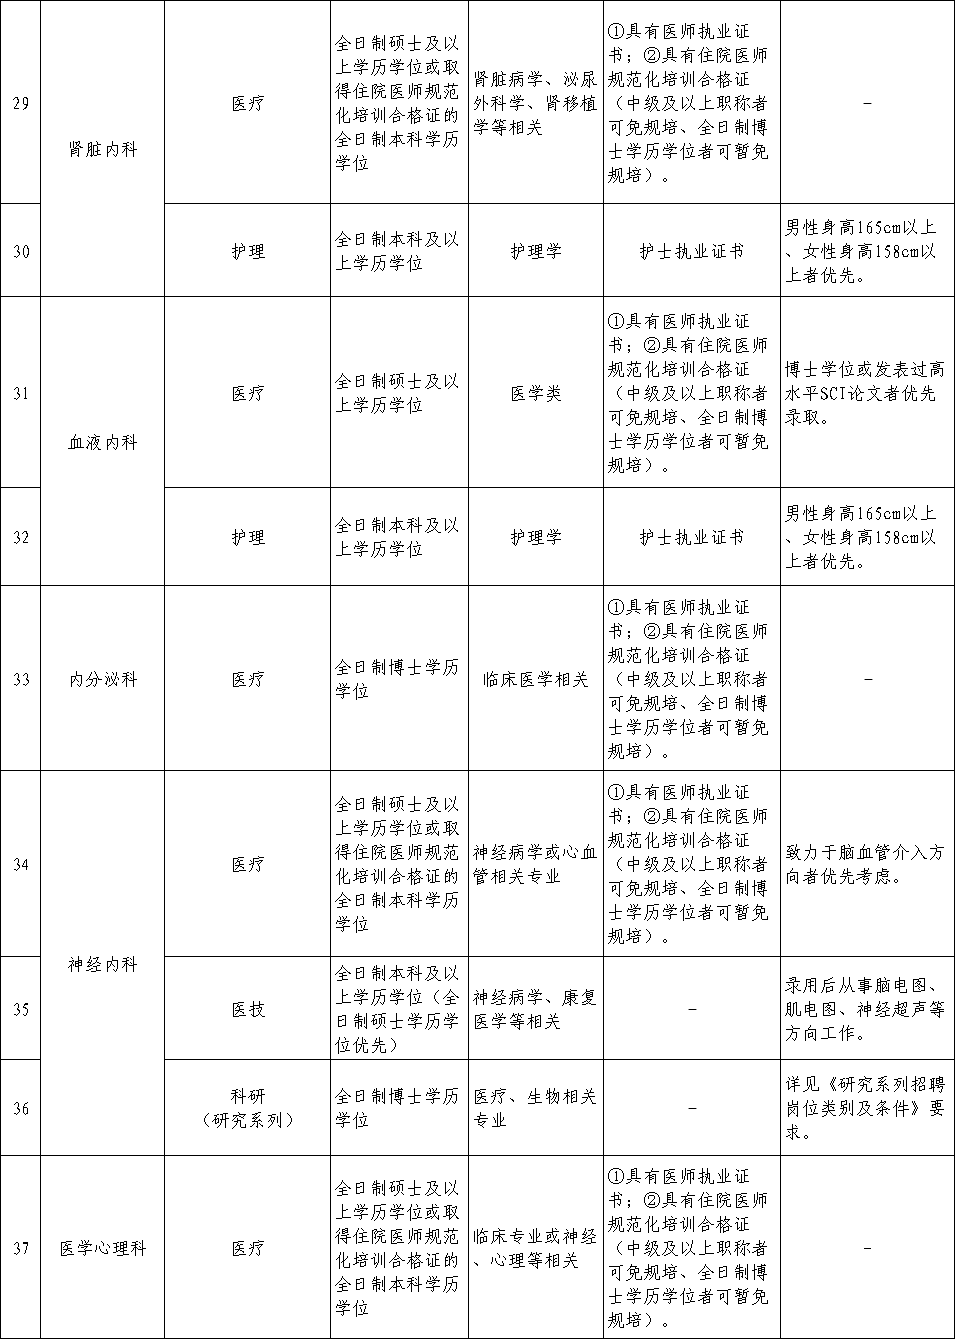 29
肾脏内科
医疗
全日制硕士及以
上学历学位或取
得住院医师规范
化培训合格证的
全日制本科学历
学位
肾脏病学、泌尿
外科学、肾移植
学等相关
①具有医师执业证
书；②具有住院医师
规范化培训合格证
（中级及以上职称者
可免规培、全日制博
士学历学位者可暂免
规培）。
-
30
护理
全日制本科及以
上学历学位
护理学
护士执业证书
男性身高165cm以上
、女性身高158cm以
上者优先。
31
血液内科
医疗
全日制硕士及以
上学历学位
医学类
①具有医师执业证
书；②具有住院医师
规范化培训合格证
（中级及以上职称者
可免规培、全日制博
士学历学位者可暂免
规培）。
博士学位或发表过高
水平SCI论文者优先
录取。
32
护理
全日制本科及以
上学历学位
护理学
护士执业证书
男性身高165cm以上
、女性身高158cm以
上者优先。
33
内分泌科
医疗
全日制博士学历
学位
临床医学相关
①具有医师执业证
书；②具有住院医师
规范化培训合格证
（中级及以上职称者
可免规培、全日制博
士学历学位者可暂免
规培）。
-
34
神经内科
医疗
全日制硕士及以
上学历学位或取
得住院医师规范
化培训合格证的
全日制本科学历
学位
神经病学或心血
管相关专业
①具有医师执业证
书；②具有住院医师
规范化培训合格证
（中级及以上职称者
可免规培、全日制博
士学历学位者可暂免
规培）。
致力于脑血管介入方
向者优先考虑。
35
医技
全日制本科及以
上学历学位（全
日制硕士学历学
位优先）
神经病学、康复
医学等相关
-
录用后从事脑电图、
肌电图、神经超声等
方向工作。
36
科研
（研究系列）
全日制博士学历
学位
医疗、生物相关
专业
-
详见《研究系列招聘
岗位类别及条件》要
求。
37
医学心理科
医疗
全日制硕士及以
上学历学位或取
得住院医师规范
化培训合格证的
全日制本科学历
学位
临床专业或神经
、心理等相关
①具有医师执业证
书；②具有住院医师
规范化培训合格证
（中级及以上职称者
可免规培、全日制博
士学历学位者可暂免
规培）。
-